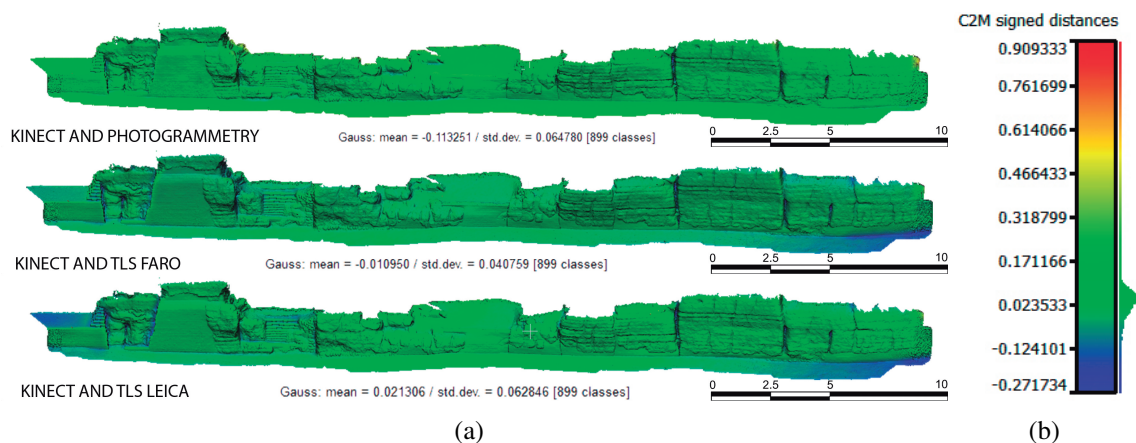 KINECT AND PHOTOGRAMMETRY
Gauss: mean = -0.113251 / std.dev. = 0.064780 [899 classes]
0 2.5 5 10
KINECT AND TLS FARO
Gauss: mean = -0.010950 / std.dev. = 0.040759 [899 classes]
0 2.5 5 10
KINECT AND TLS LEICA
Gauss: mean = 0.021306 / std.dev. = 0.062846 [899 classes]
0 2.5 5 10
(a)
C2M signed distances
0.909333
0.761699
0.614066
0.466433
0.318799
0.171166
0.023533
-0.124101
-0.271734
(b)